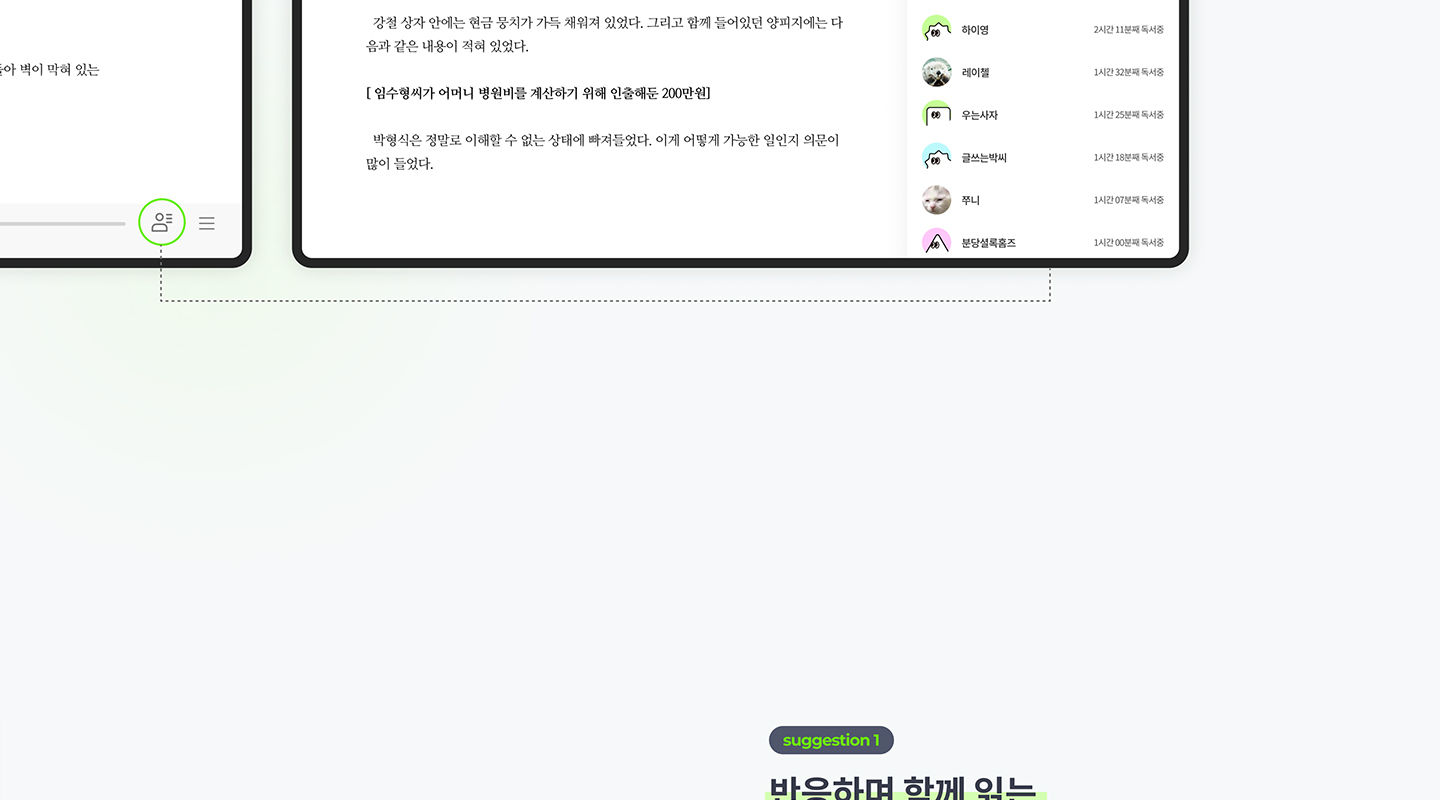 돌아 벽이 막혀 있는
강철 상자 안에는 현금 뭉치가 가득 채워져 있었다. 그리고 함께 들어있던 양피지에는 다
음과 같은 내용이 적혀 있었다.
[ 임수형씨가 어머니 병원비를 계산하기 위해 인출해둔 200만원]
박형식은 정말로 이해할 수 없는 상태에 빠져들었다. 이게 어떻게 가능한 일인지 의문이
많이 들었다.
하이영 2시간 11분째 독서중
레이첼 1시간 32분째 독서중
우는사자 1시간 25분째 독서중
글쓰는박씨 1시간 18분째 독서중
쭈니 1시간 07분째 독서중
분당셜록홈즈 1시간 00분째 독서중
suggestion 1
반응하며 함께 읽는